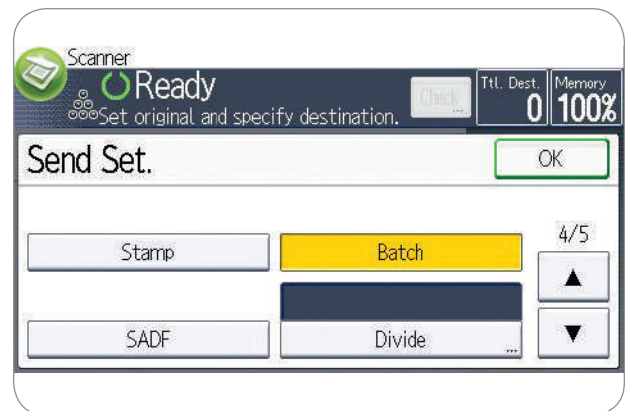 Scanner
Ready
Set original and specify destination.
Check...
Ttl. Dest.
0
Memory
100%
Send Set.
OK
Stamp
Batch
4/5
▲
SADF
Divide
...
▼